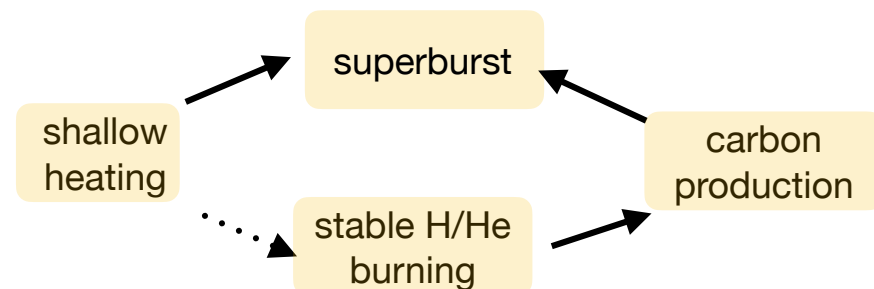 superburst
shallow
heating
carbon
production
stable H/He
burning